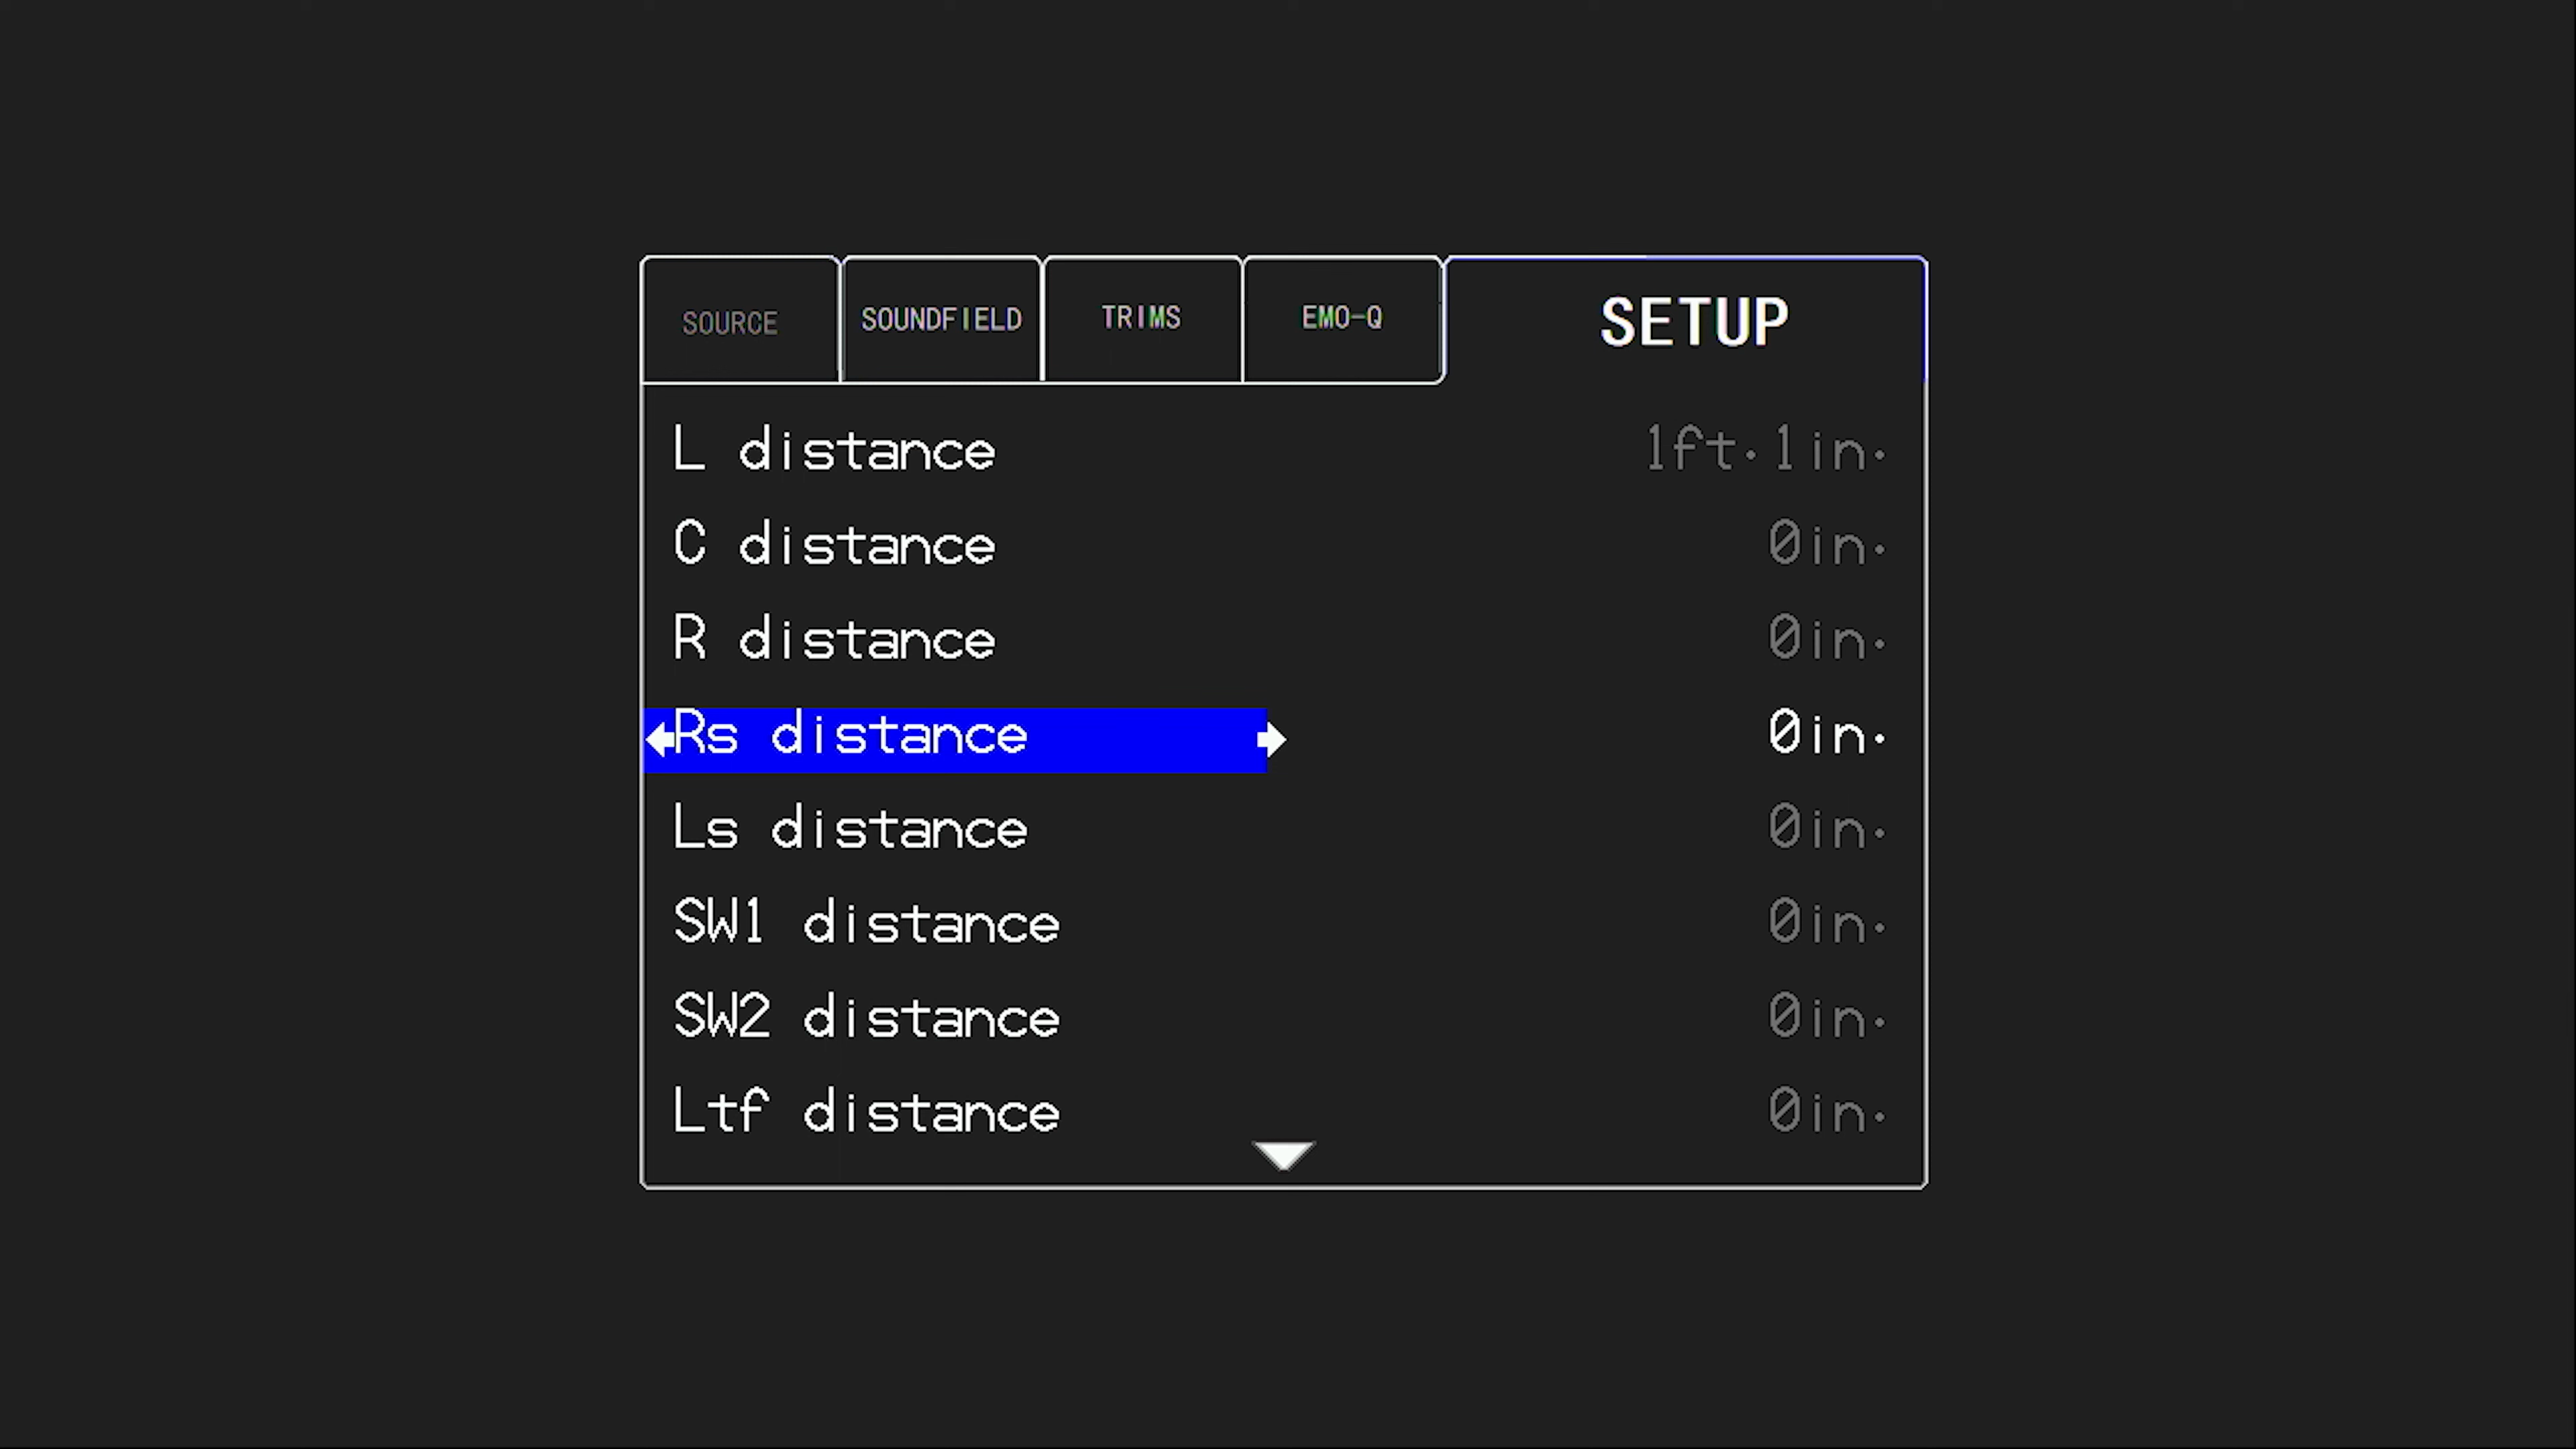 SOURCE SOUNDFIELD TRIMS EMO-Q SETUP
L distance 1ft.1in.
C distance 0in.
R distance 0in.
Rs distance 0in.
Ls distance 0in.
SW1 distance 0in.
SW2 distance 0in.
Ltf distance 0in.